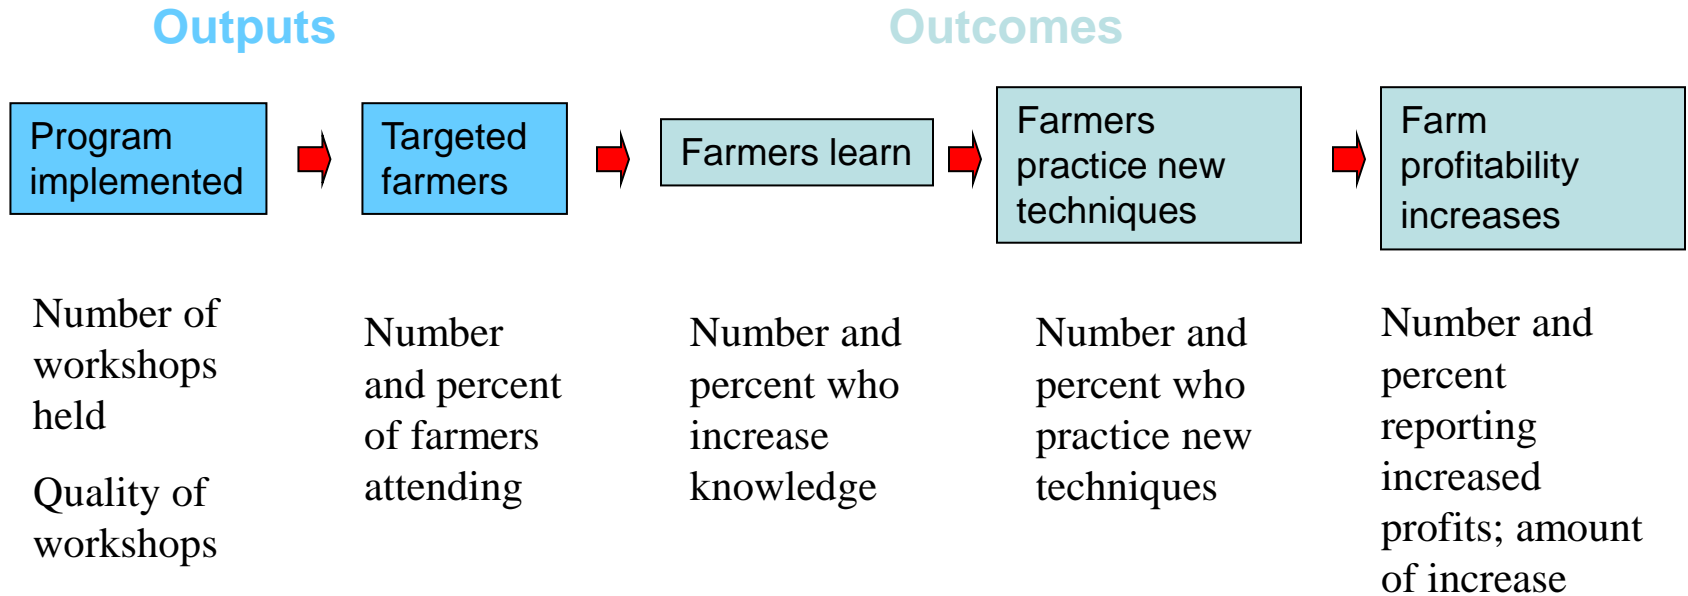 Outputs
Outcomes
Program
implemented
Targeted
farmers
Farmers learn
Farmers
practice new
techniques
Farm
profitability
increases
Number of
workshops
held
Quality of
workshops
Number
and percent
of farmers
attending
Number and
percent who
increase
knowledge
Number and
percent who
practice new
techniques
Number and
percent
reporting
increased
profits; amount
of increase